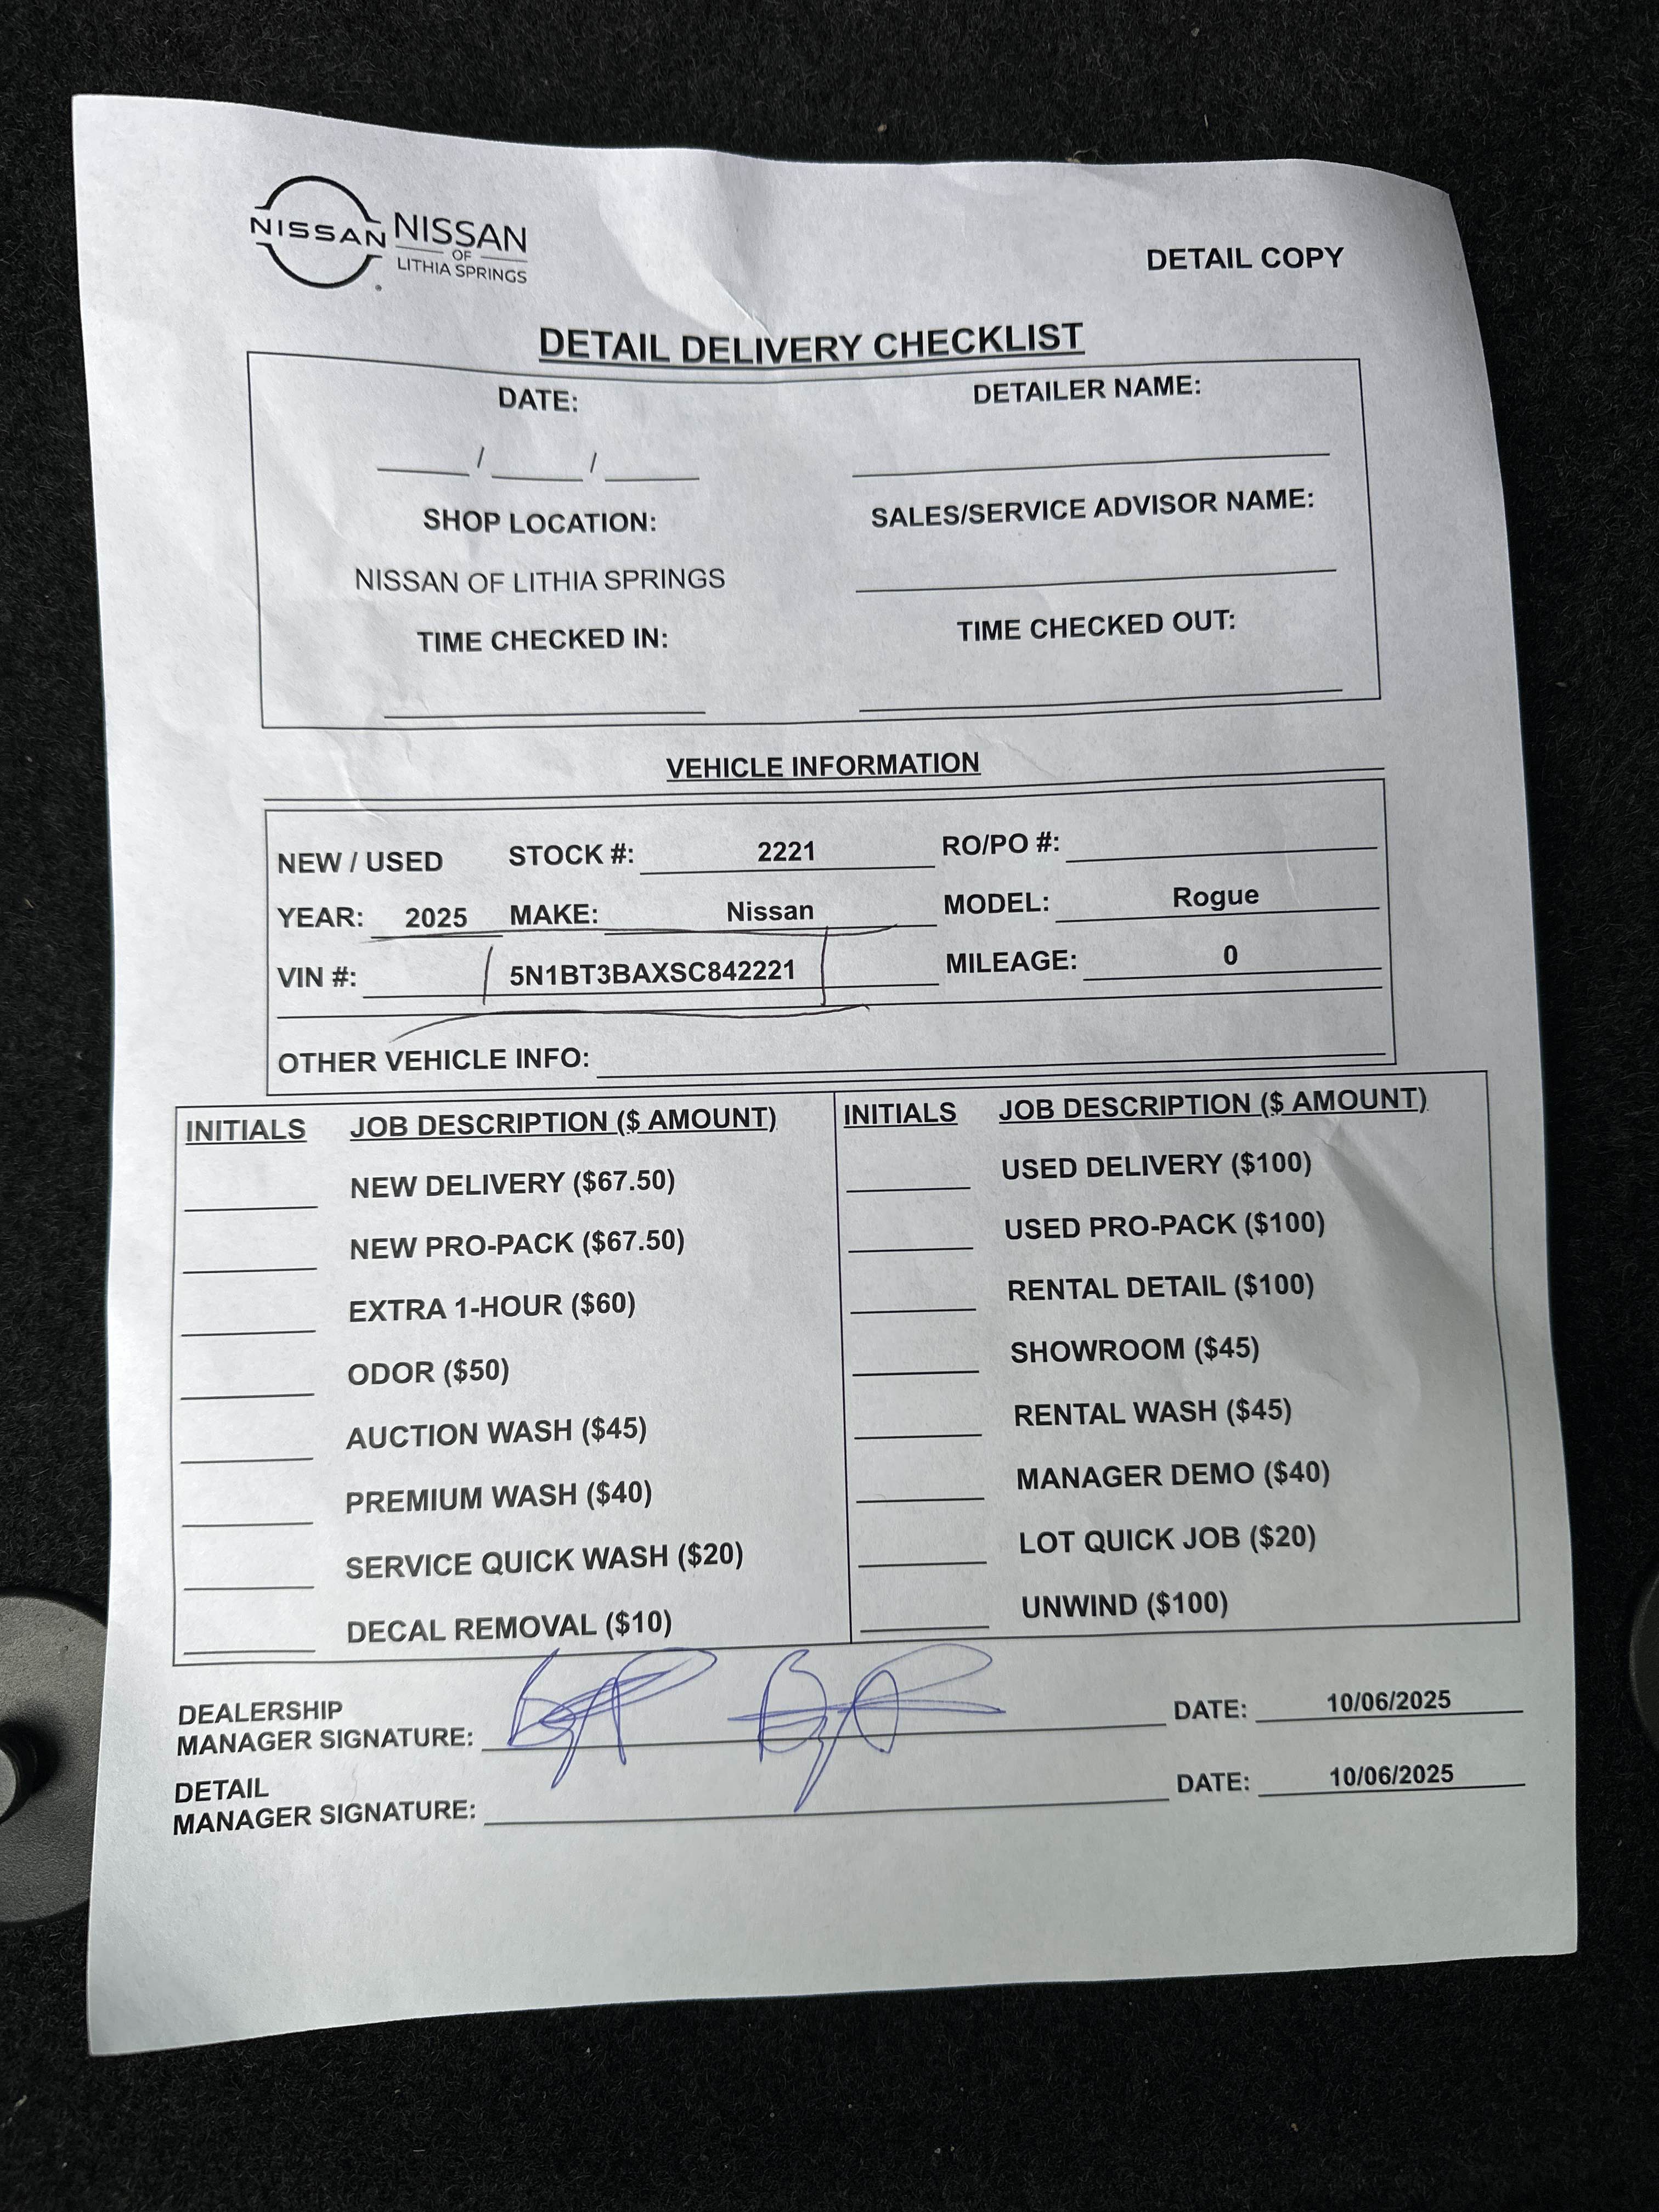 NISSAN NISSAN
OF
LITHIA SPRINGS
DETAIL COPY
DETAIL DELIVERY CHECKLIST
DATE: DETAILER NAME:
____/____/____ ____________________
SHOP LOCATION: SALES/SERVICE ADVISOR NAME:
NISSAN OF LITHIA SPRINGS
TIME CHECKED IN: TIME CHECKED OUT:
VEHICLE INFORMATION
NEW / USED STOCK #: 2221 RO/PO #:
YEAR: 2025 MAKE: Nissan MODEL: Rogue
VIN #: 5N1BT3BAXSC842221 MILEAGE: 0
OTHER VEHICLE INFO:
INITIALS JOB DESCRIPTION ($ AMOUNT)
NEW DELIVERY ($67.50)
NEW PRO-PACK ($67.50)
EXTRA 1-HOUR ($60)
ODOR ($50)
AUCTION WASH ($45)
PREMIUM WASH ($40)
SERVICE QUICK WASH ($20)
DECAL REMOVAL ($10)
INITIALS JOB DESCRIPTION ($ AMOUNT)
USED DELIVERY ($100)
USED PRO-PACK ($100)
RENTAL DETAIL ($100)
SHOWROOM ($45)
RENTAL WASH ($45)
MANAGER DEMO ($40)
LOT QUICK JOB ($20)
UNWIND ($100)
DEALERSHIP
MANAGER SIGNATURE: DATE: 10/06/2025
DETAIL
MANAGER SIGNATURE: DATE: 10/06/2025